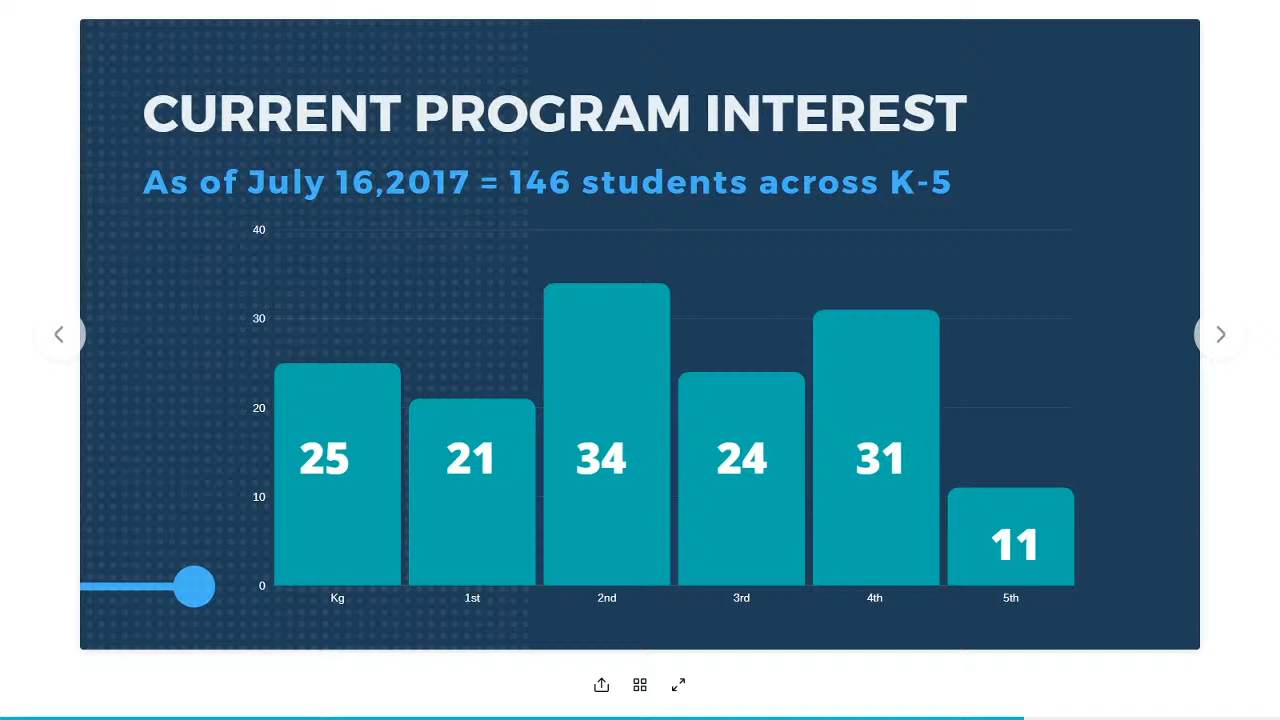 CURRENT PROGRAM INTEREST
As of July 16,2017 = 146 students across K-5
40
30
20
10
0
25
21
34
24
31
11
Kg
1st
2nd
3rd
4th
5th